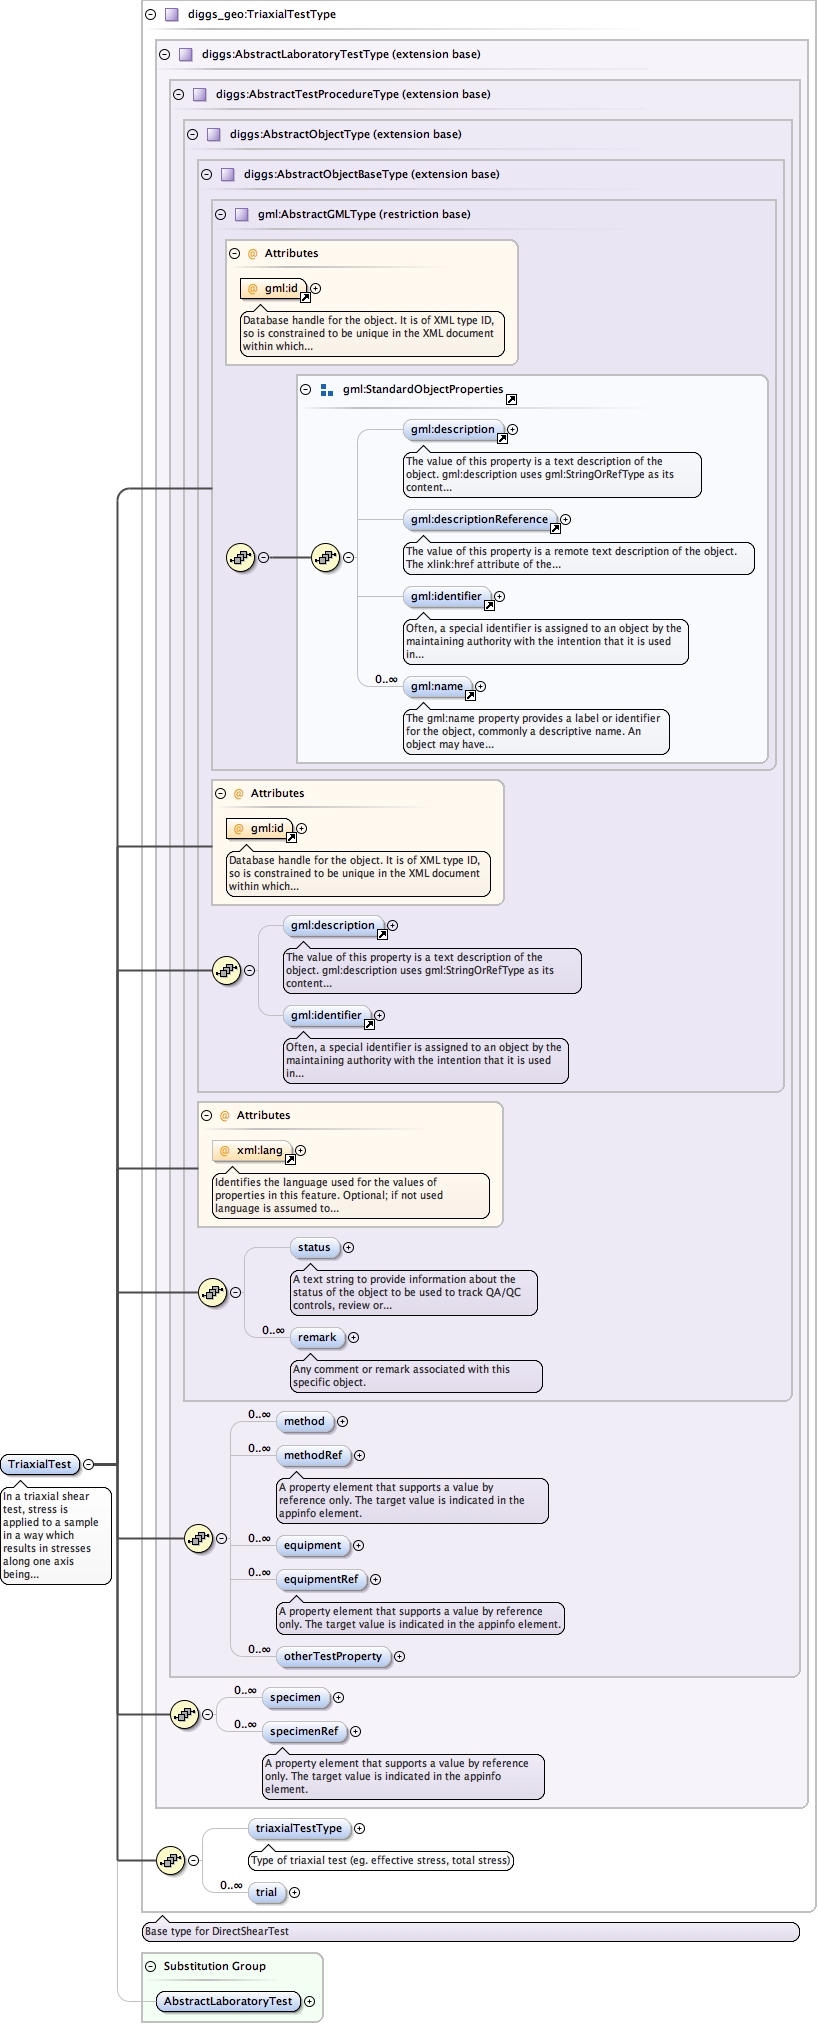 diggs_geo:TriaxialTestType
diggs:AbstractLaboratoryTestType (extension base)
diggs:AbstractTestProcedureType (extension base)
diggs:AbstractObjectType (extension base)
diggs:AbstractObjectBaseType (extension base)
gml:AbstractGMLType (restriction base)
@ Attributes
@ gml:id
Database handle for the object. It is of XML type ID,
so is constrained to be unique in the XML document
within which...
gml:StandardObjectProperties
gml:description
The value of this property is a text description of the
object. gml:description uses gml:StringOrRefType as its
content...
gml:descriptionReference
The value of this property is a remote text description of the object.
The xlink:href attribute of the...
gml:identifier
Often, a special identifier is assigned to an object by the
maintaining authority with the intention that it is used
in...
0..∞ gml:name
The gml:name property provides a label or identifier
for the object, commonly a descriptive name. An
object may have...
@ Attributes
@ gml:id
Database handle for the object. It is of XML type ID,
so is constrained to be unique in the XML document
within which...
gml:description
The value of this property is a text description of the
object. gml:description uses gml:StringOrRefType as its
content...
gml:identifier
Often, a special identifier is assigned to an object by the
maintaining authority with the intention that it is used
in...
@ Attributes
@ xml:lang
Identifies the language used for the values of
properties in this feature. Optional; if not used
language is assumed to...
status
A text string to provide information about the
status of the object to be used to track QA/QC
controls, review or...
0..∞ remark
Any comment or remark associated with this
specific object.
0..∞ method
0..∞ methodRef
A property element that supports a value by
reference only. The target value is indicated in the
appinfo element.
0..∞ equipment
0..∞ equipmentRef
A property element that supports a value by reference
only. The target value is indicated in the appinfo element.
0..∞ otherTestProperty
TriaxialTest
In a triaxial shear
test, stress is
applied to a sample
in a way which
results in stresses
along one axis
being...
0..∞ specimen
0..∞ specimenRef
A property element that supports a value by reference
only. The target value is indicated in the appinfo
element.
triaxialTestType
Type of triaxial test (eg. effective stress, total stress)
0..∞ trial
Base type for DirectShearTest
Substitution Group
AbstractLaboratoryTest